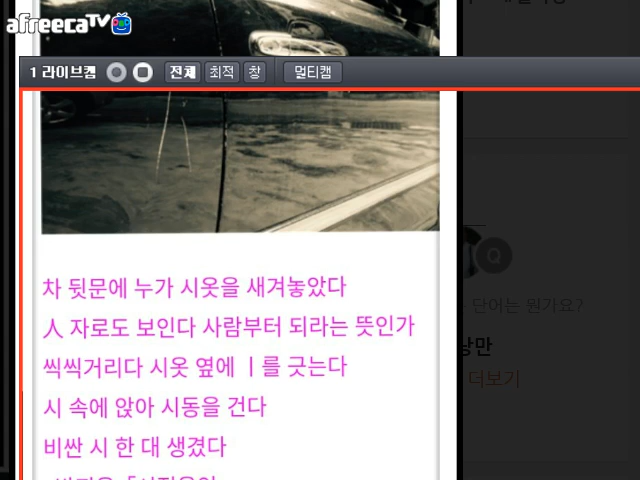 afreecaTV
1 라이브캠 전체 최적 창 멀티캠
차 뒷문에 누가 시옷을 새겨놓았다
人 자로도 보인다 사람부터 되라는 뜻인가
씩씩거리다 시옷 옆에 ㅣ를 긋는다
시 속에 앉아 시동을 건다
비싼 시 한 대 생겼다
Q
단어는 뭔가요?
더보기